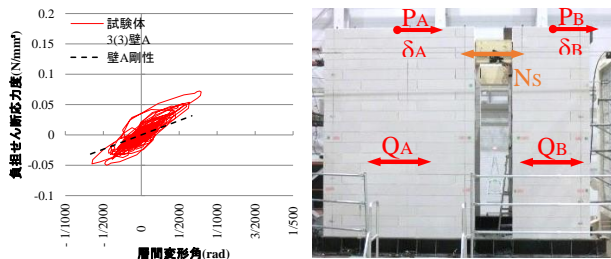 0.2
0.15
0.1
0.05
0
-0.05
-0.1
負担せん断応力度(N/mm²)
試験体
3(3)壁A
壁A剛性
- 1/1000
- 1/2000
0
1/2000
1/1000
3/2000
1/500
層間変形角(rad)
PA
δA
PB
δB
NS
QA
QB